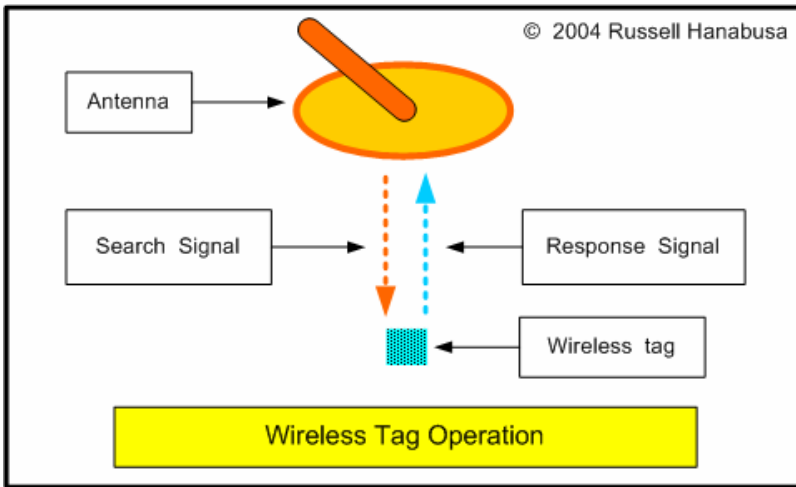 © 2004 Russell Hanabusa
Antenna
Search Signal
Response Signal
Wireless tag
Wireless Tag Operation